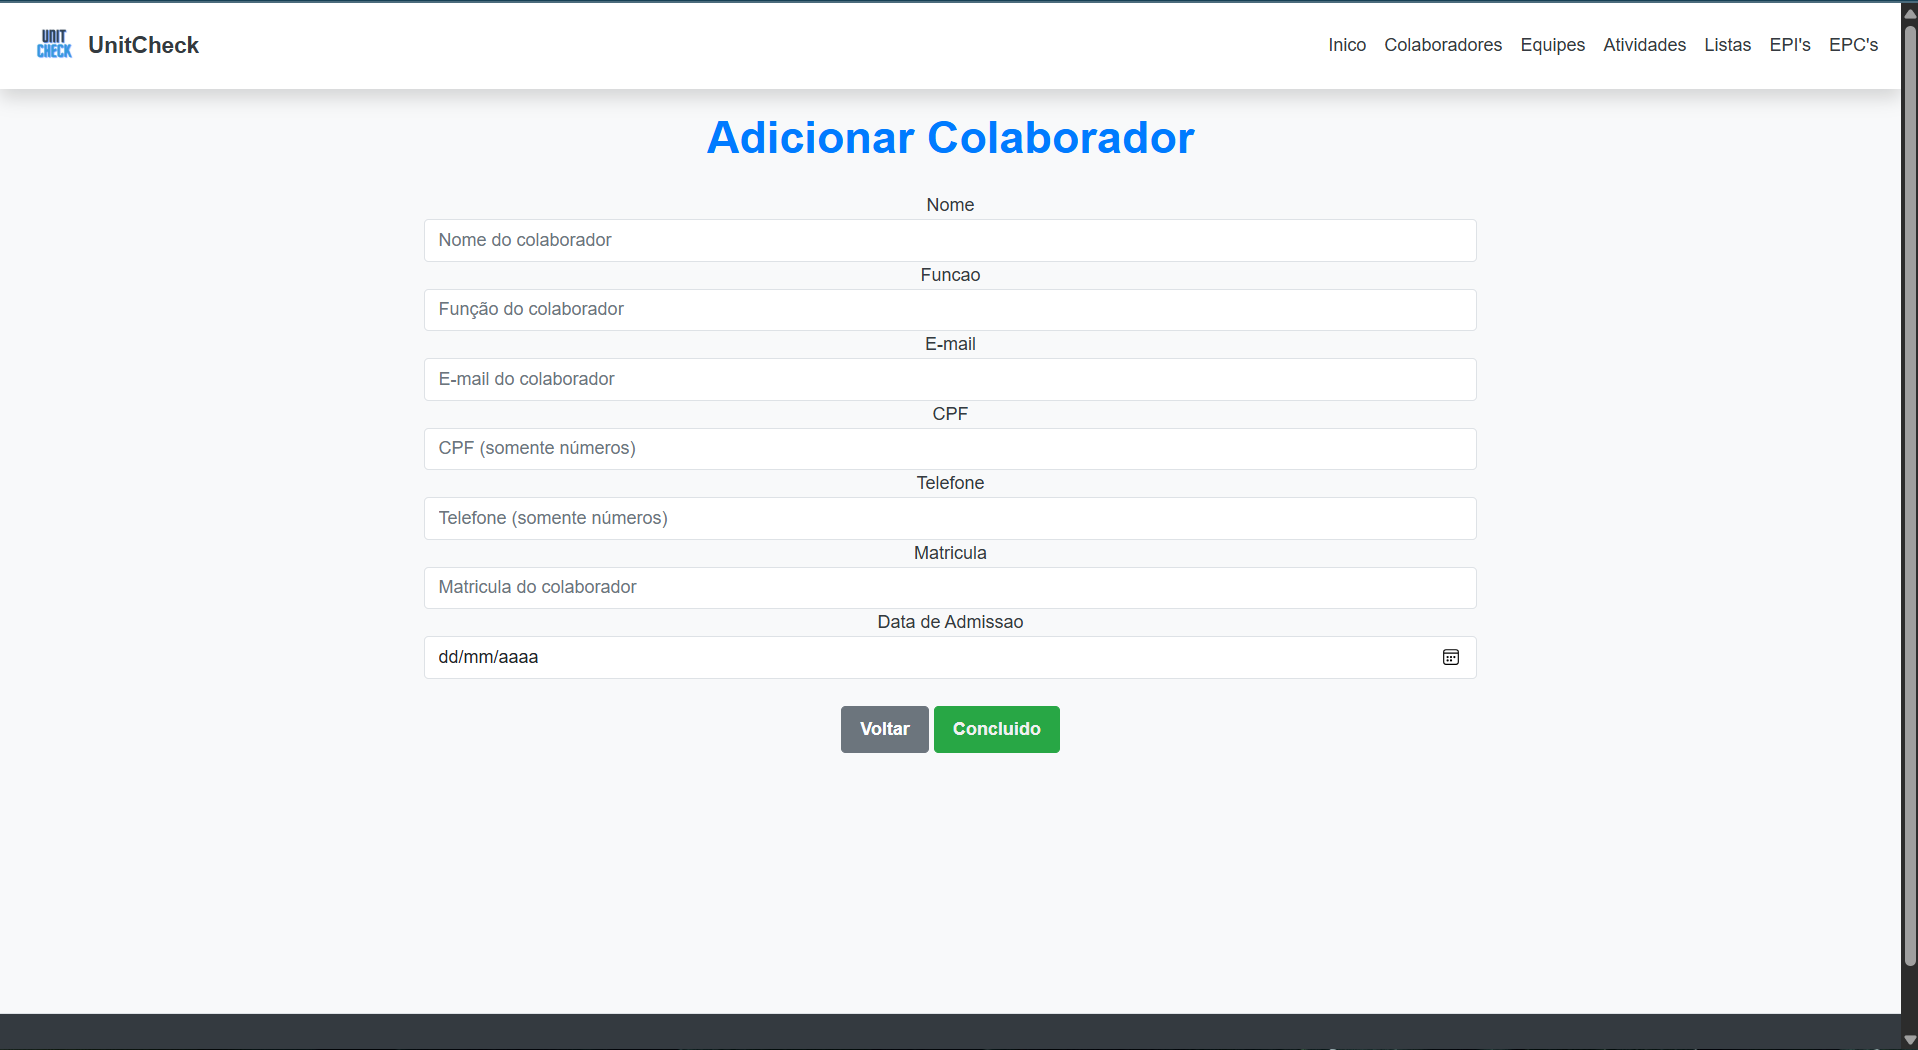 UNIT
CHECK
UnitCheck
Inico Colaboradores Equipes Atividades Listas EPI's EPC's
Adicionar Colaborador
Nome
Nome do colaborador
Funcao
Função do colaborador
E-mail
E-mail do colaborador
CPF
CPF (somente números)
Telefone
Telefone (somente números)
Matricula
Matricula do colaborador
Data de Admissao
dd/mm/aaaa
Voltar Concluido